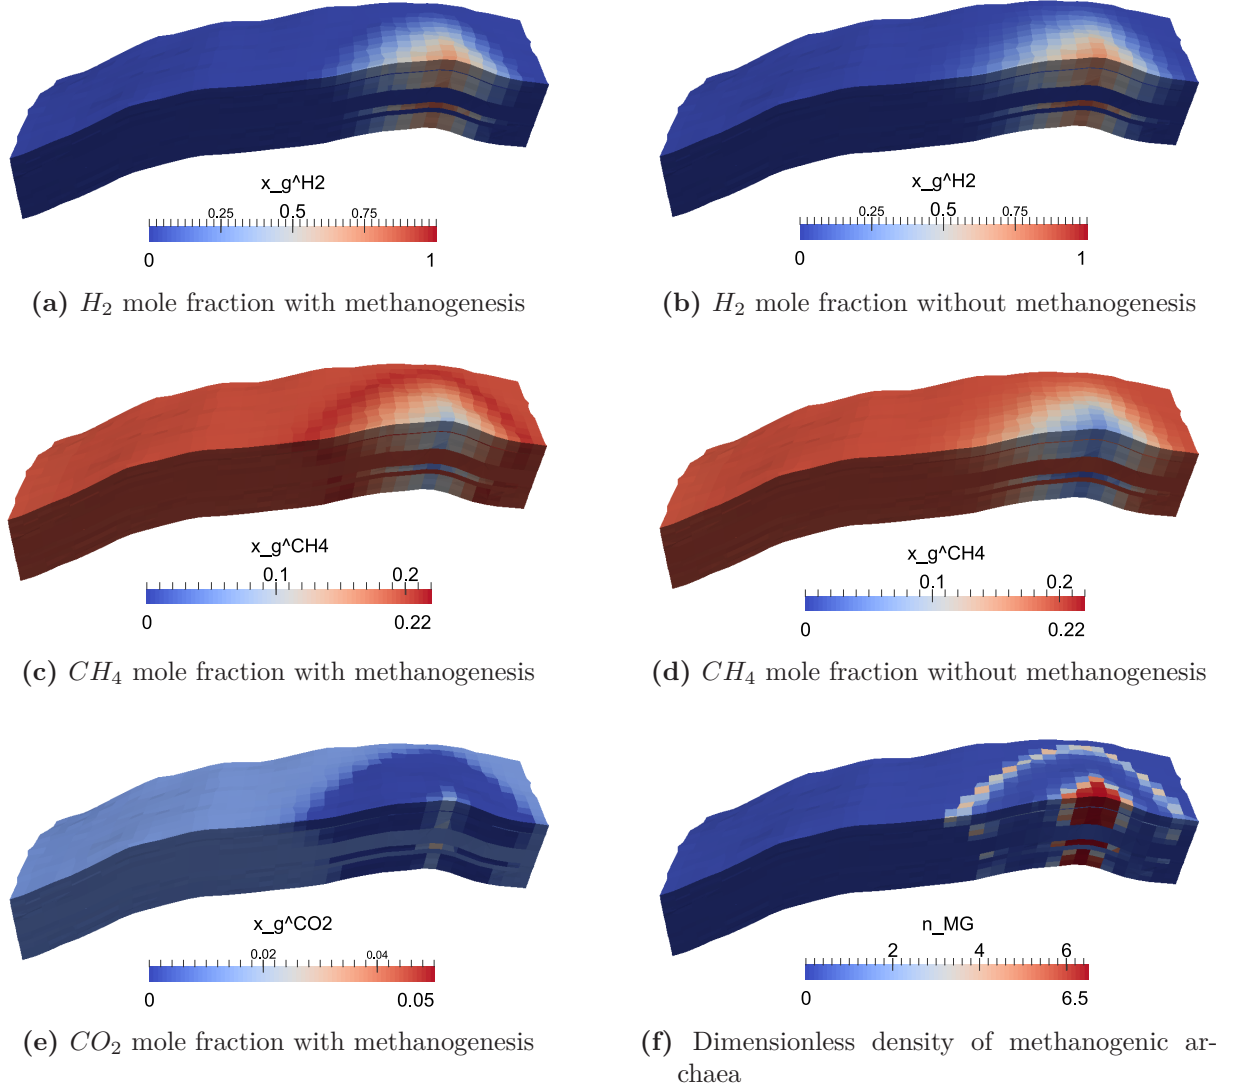 x_g^H2
0.25 0.5 0.75
0 1
(a) H2 mole fraction with methanogenesis
x_g^H2
0.25 0.5 0.75
0 1
(b) H2 mole fraction without methanogenesis
x_g^CH4
0.1 0.2
0 0.22
(c) CH4 mole fraction with methanogenesis
x_g^CH4
0.1 0.2
0 0.22
(d) CH4 mole fraction without methanogenesis
x_g^CO2
0.02 0.04
0 0.05
(e) CO2 mole fraction with methanogenesis
n_MG
2 4 6
0 6.5
(f) Dimensionless density of methanogenic ar-
chaea